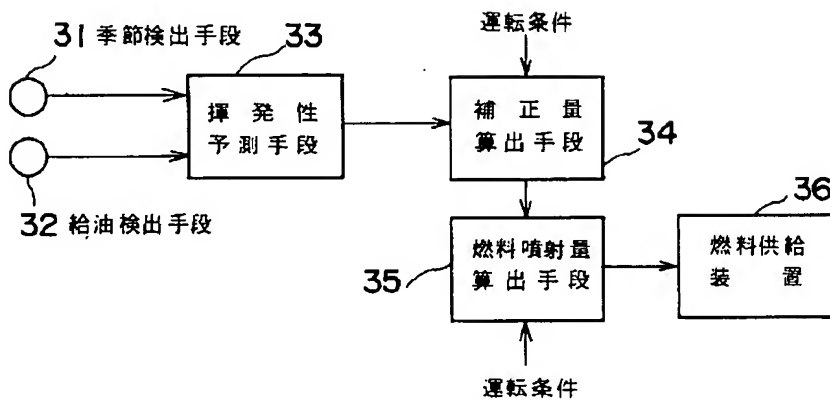 31 季節検出手段
33
揮発性
予測手段
32 給油検出手段
運転条件
補正量
算出手段
34
燃料噴射量
算出手段
35
運転条件
36
燃料供給
装置